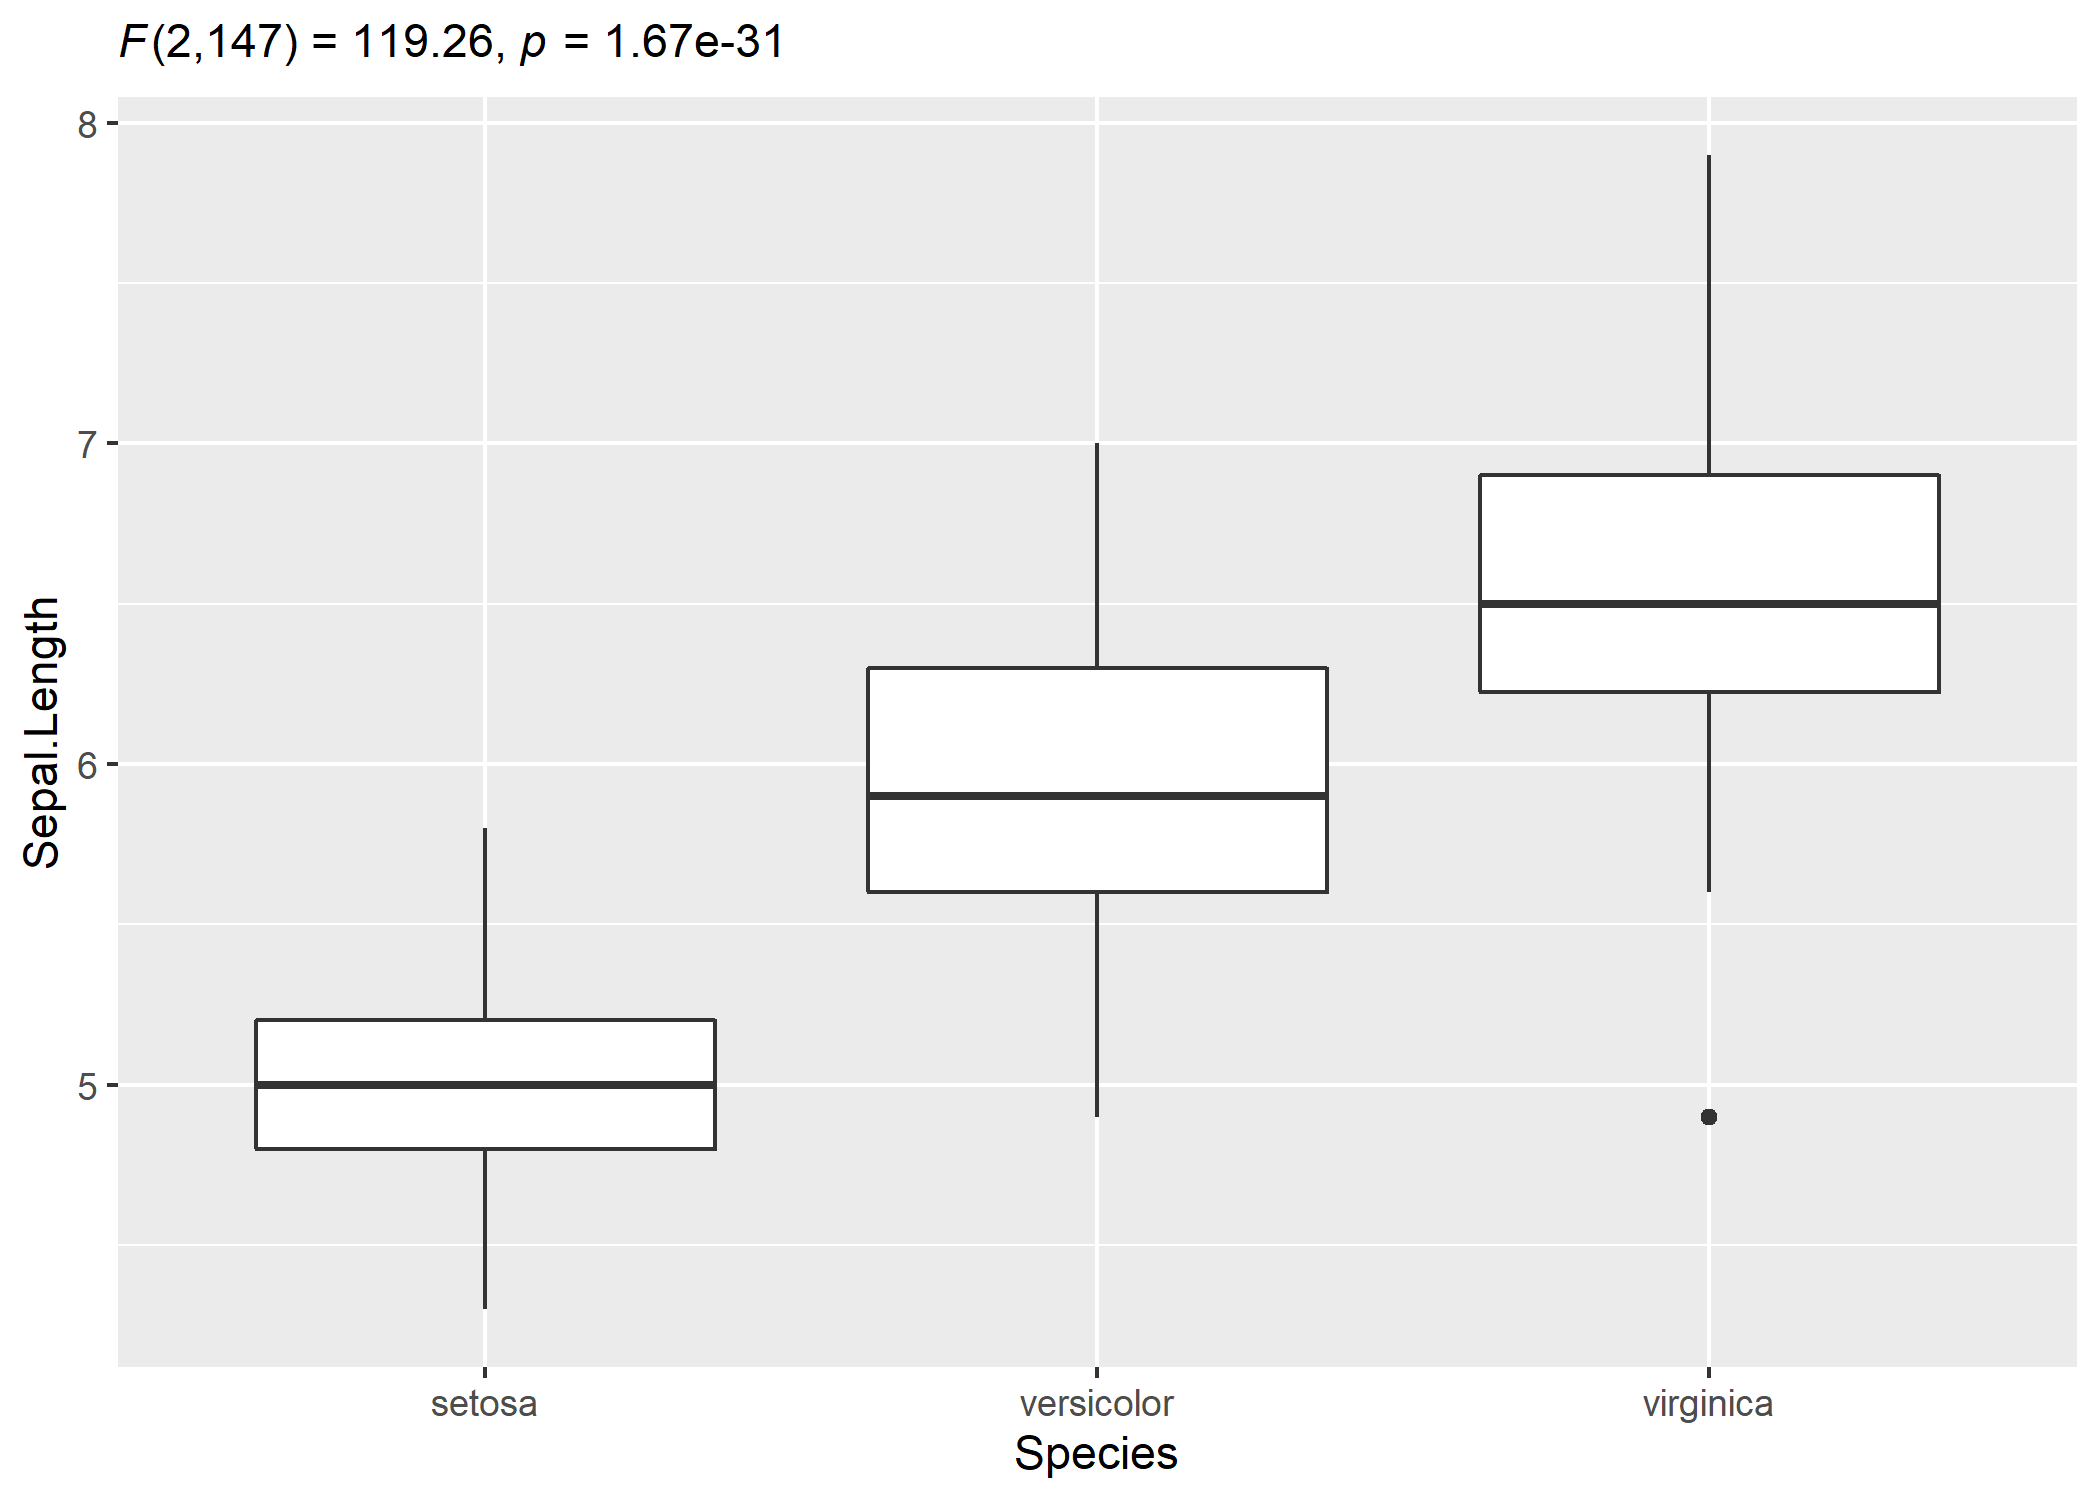 F(2,147) = 119.26, p = 1.67e-31
8
7
6
5
Sepal.Length
setosa versicolor virginica
Species